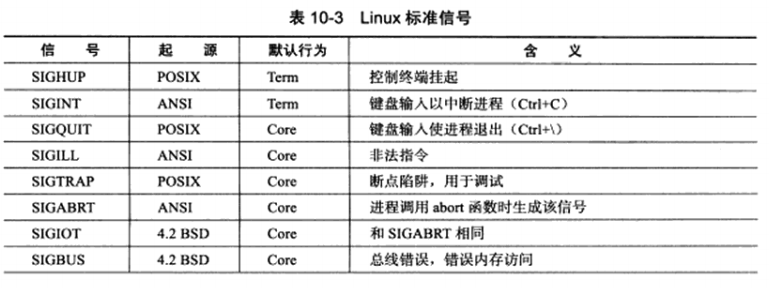 表 10-3 Linux 标准信号
信 号 起 源 默认行为 含 义
SIGHUP POSIX Term 控制终端挂起
SIGINT ANSI Term 键盘输入以中断进程（Ctrl+C）
SIGQUIT POSIX Core 键盘输入使进程退出（Ctrl+\）
SIGILL ANSI Core 非法指令
SIGTRAP POSIX Core 断点陷阱，用于调试
SIGABRT ANSI Core 进程调用 abort 函数时生成该信号
SIGIOT 4.2 BSD Core 和 SIGABRT 相同
SIGBUS 4.2 BSD Core 总线错误，错误内存访问